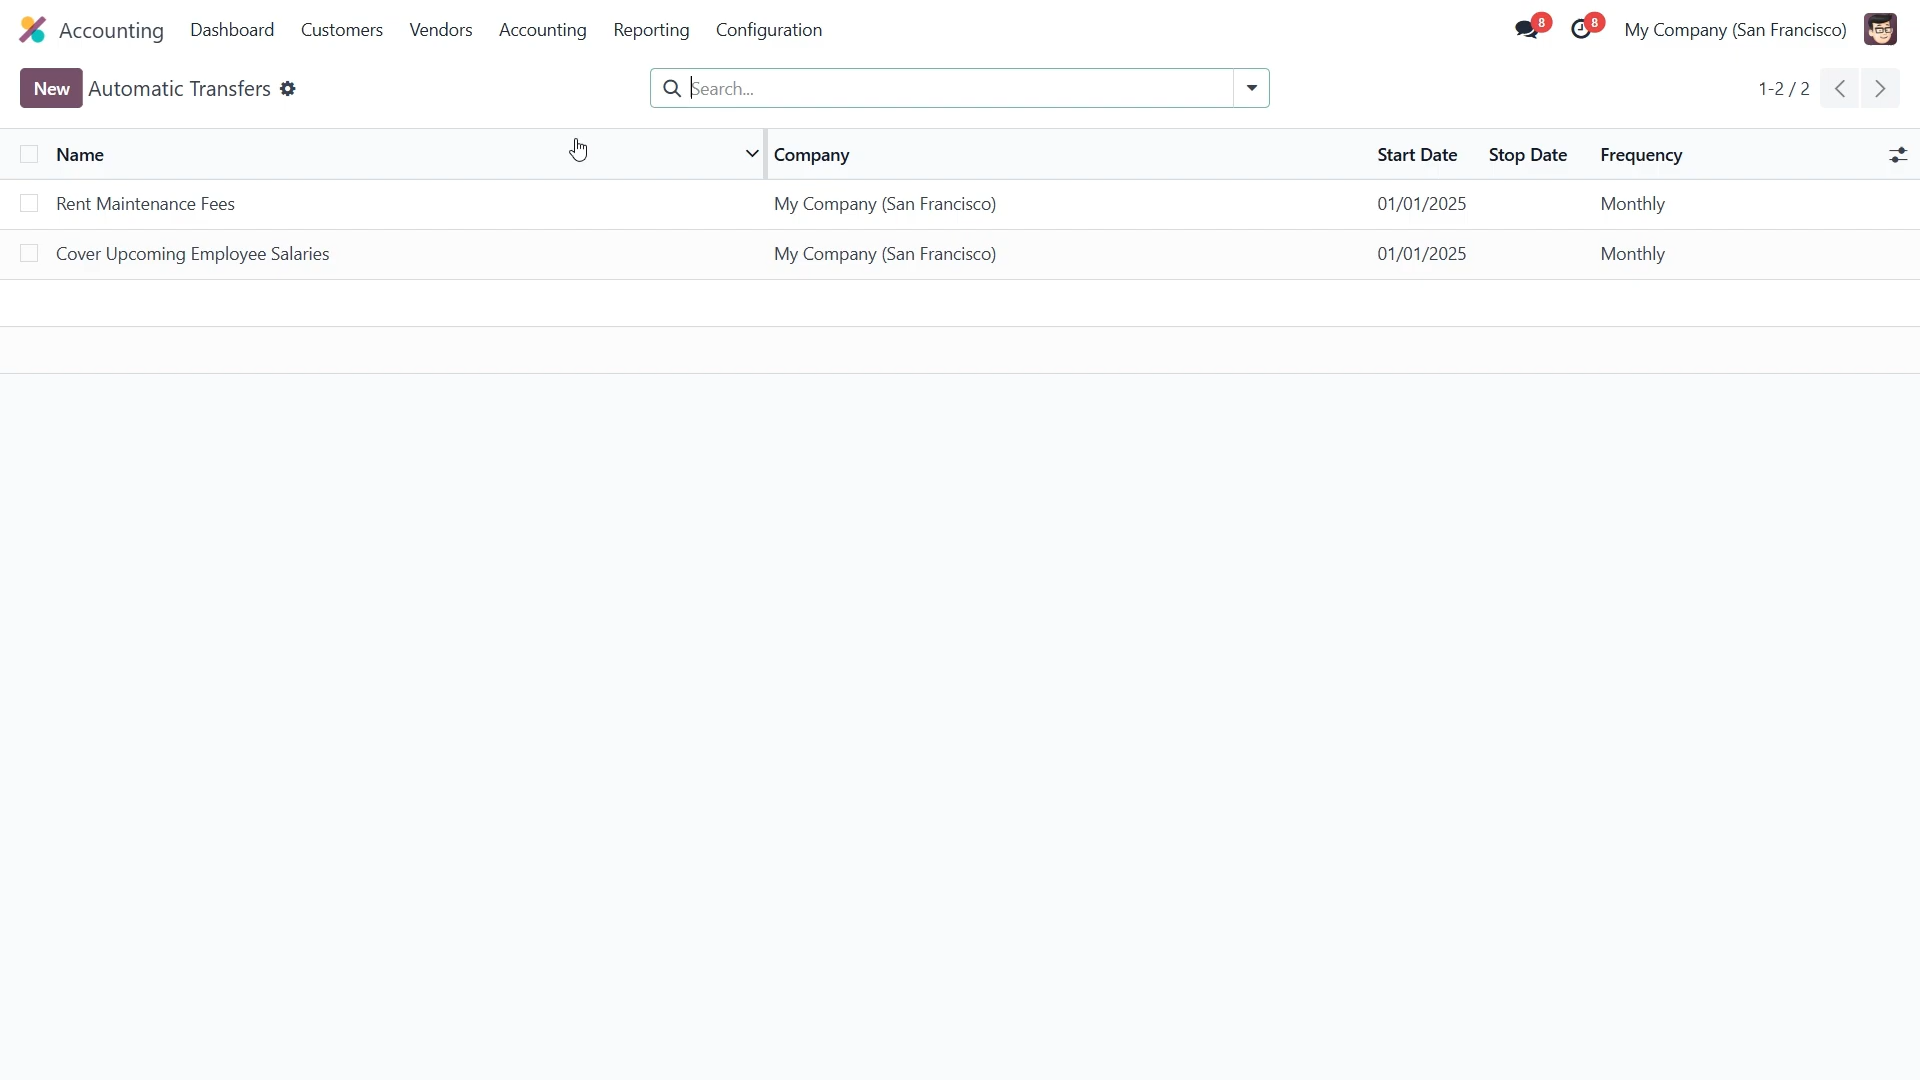 Accounting Dashboard Customers Vendors Accounting Reporting Configuration 8 8 My Company (San Francisco)
New Automatic Transfers Search... 1-2 / 2
Name Company Start Date Stop Date Frequency
Rent Maintenance Fees My Company (San Francisco) 01/01/2025 Monthly
Cover Upcoming Employee Salaries My Company (San Francisco) 01/01/2025 Monthly